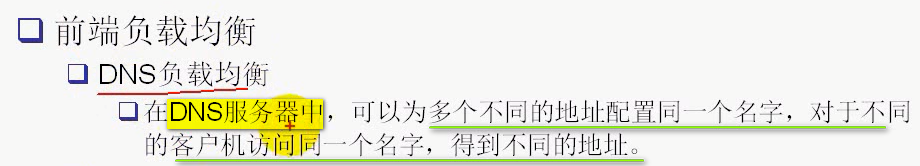 前端负载均衡
DNS负载均衡
在DNS服务器中，可以为多个不同的地址配置同一个名字，对于不同
的客户机访问同一个名字，得到不同的地址。